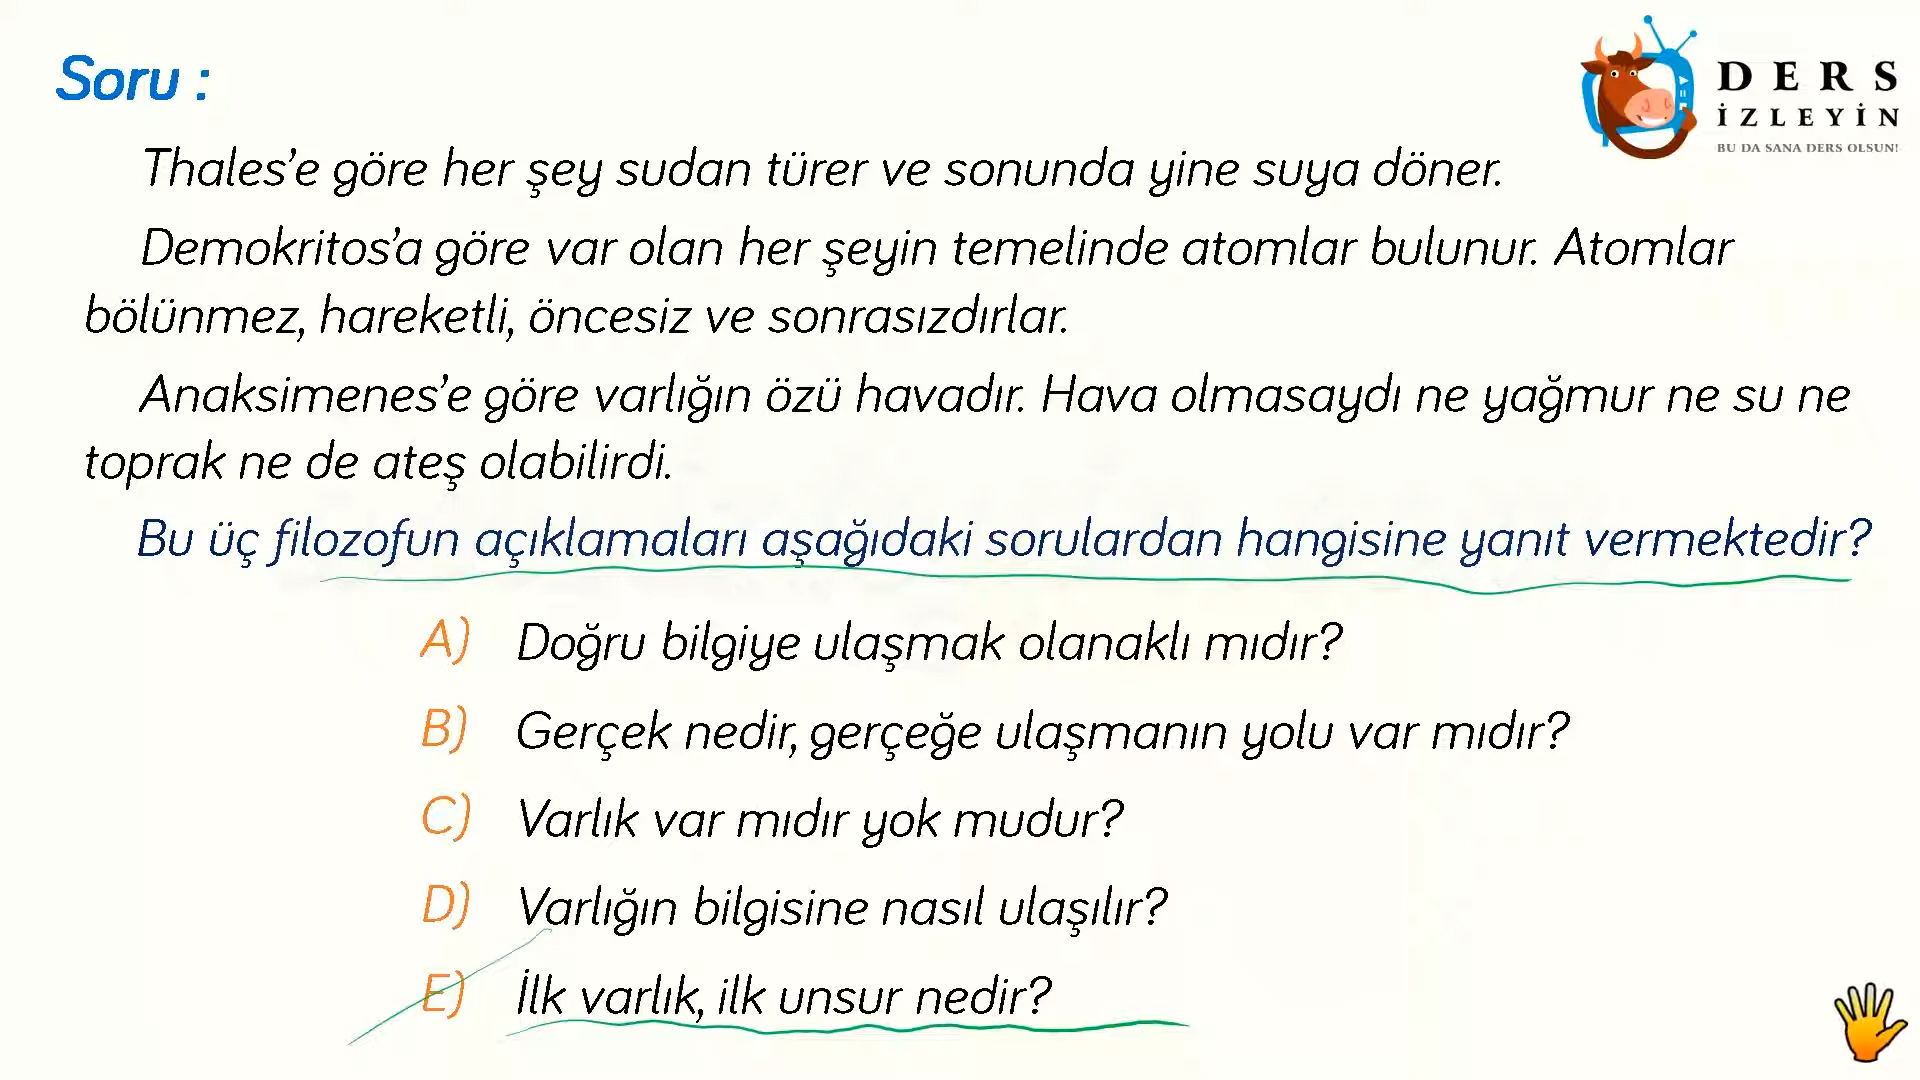 Soru :
DERS
İZLEYİN
BU DA SANA DERS OLSUN!
Thales’e göre her şey sudan türer ve sonunda yine suya döner.
Demokritos’a göre var olan her şeyin temelinde atomlar bulunur. Atomlar
bölünmez, hareketli, öncesiz ve sonrasızdırlar.
Anaksimenes’e göre varlığın özü havadır. Hava olmasaydı ne yağmur ne su ne
toprak ne de ateş olabilirdi.
Bu üç filozofun açıklamaları aşağıdaki sorulardan hangisine yanıt vermektedir?
A) Doğru bilgiye ulaşmak olanaklı mıdır?
B) Gerçek nedir, gerçeğe ulaşmanın yolu var mıdır?
C) Varlık var mıdır yok mudur?
D) Varlığın bilgisine nasıl ulaşılır?
E) İlk varlık, ilk unsur nedir?